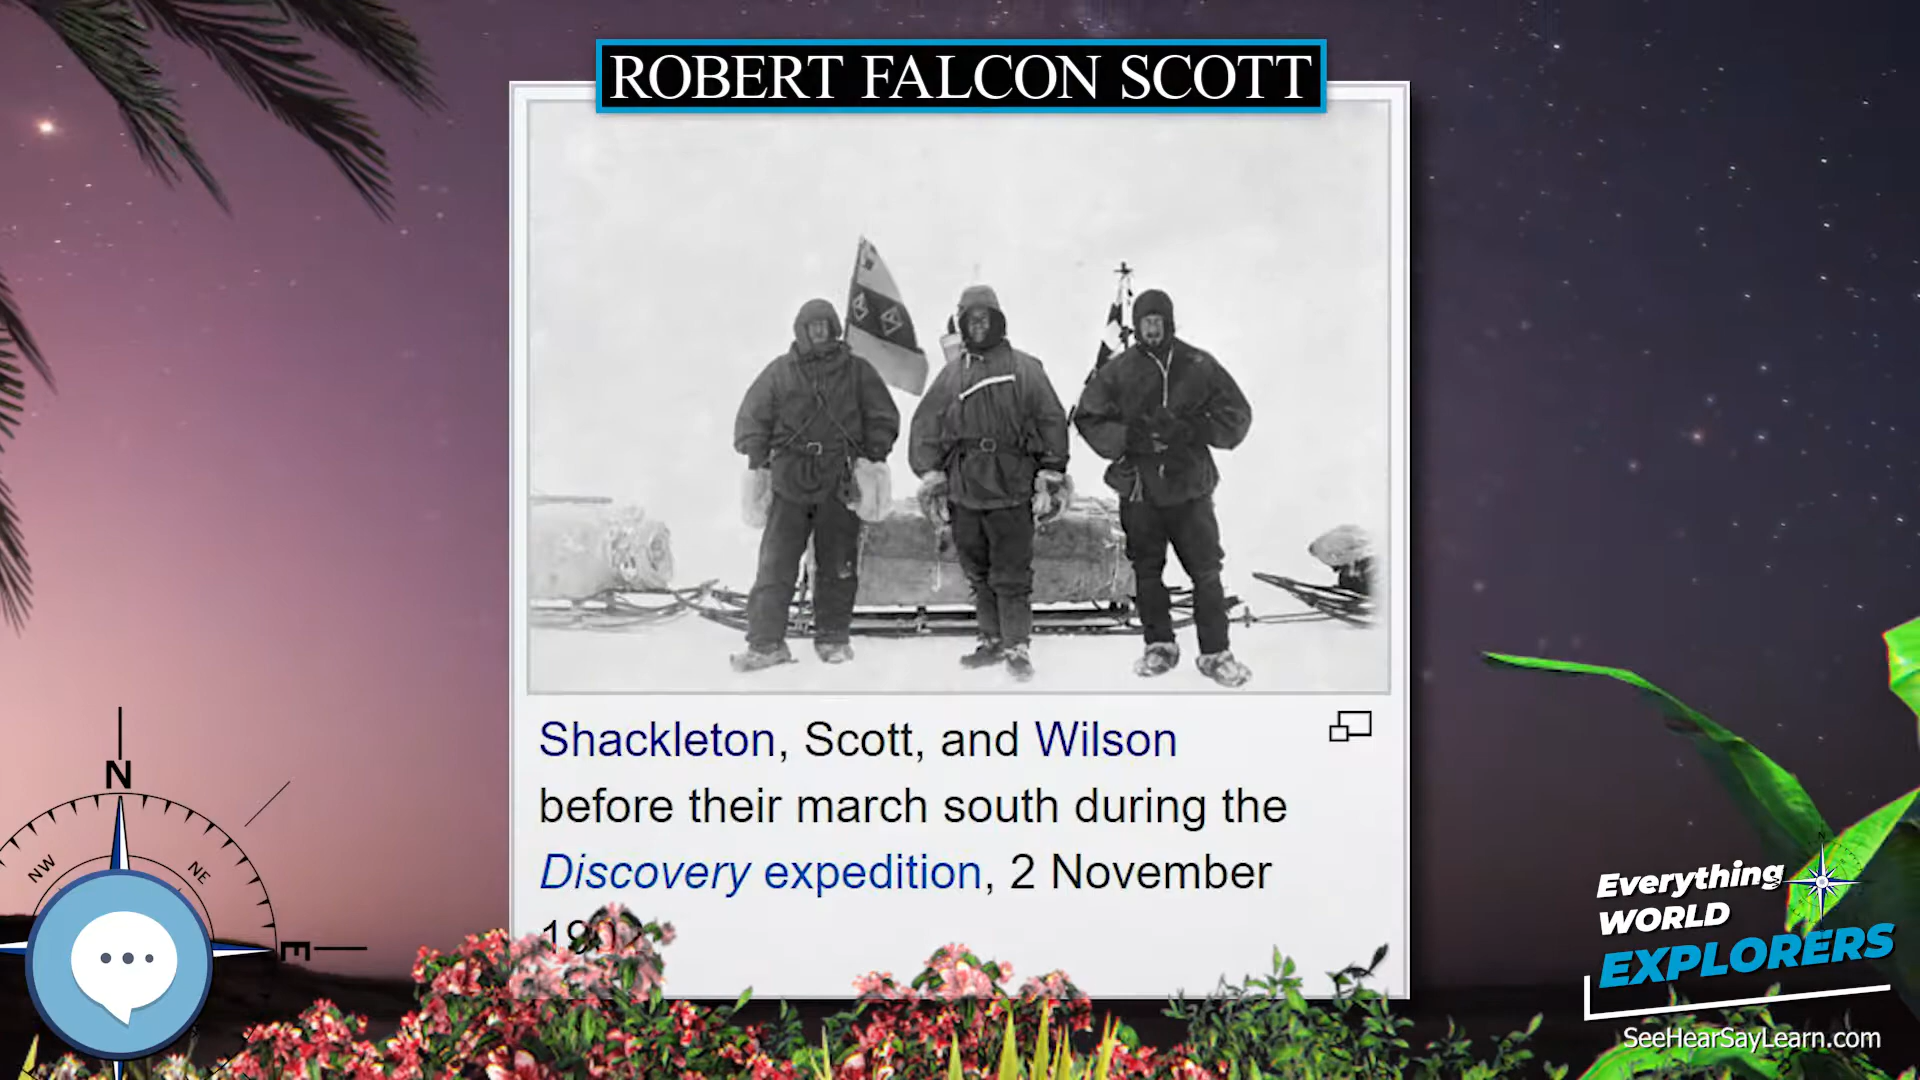 ROBERT FALCON SCOTT
Shackleton, Scott, and Wilson
before their march south during the
Discovery expedition, 2 November
1902
N
NW
NE
E
Everything
WORLD
EXPLORERS
SeeHearSayLearn.com
N